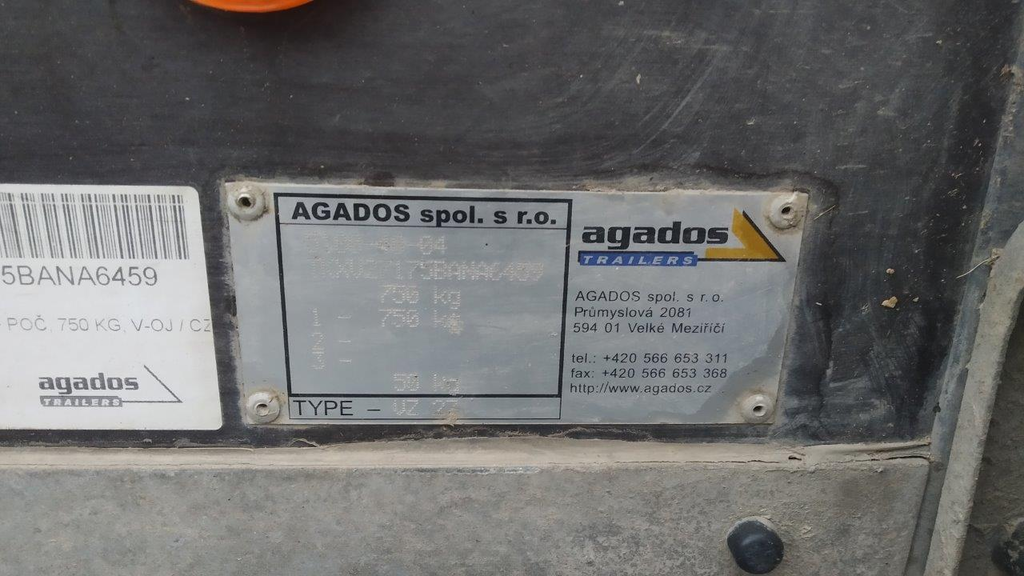 5BANA6459
POČ, 750 KG, V-OJ / CZ
agados
TRAILERS
AGADOS spol. s r.o.
750 kg
1 - 750 kg
2 -
3 -
50 kg
TYPE - VZ
agados
TRAILERS
AGADOS spol. s r.o.
Průmyslová 2081
594 01 Velké Meziříčí
tel.: +420 566 653 311
fax: +420 566 653 368
http://www.agados.cz